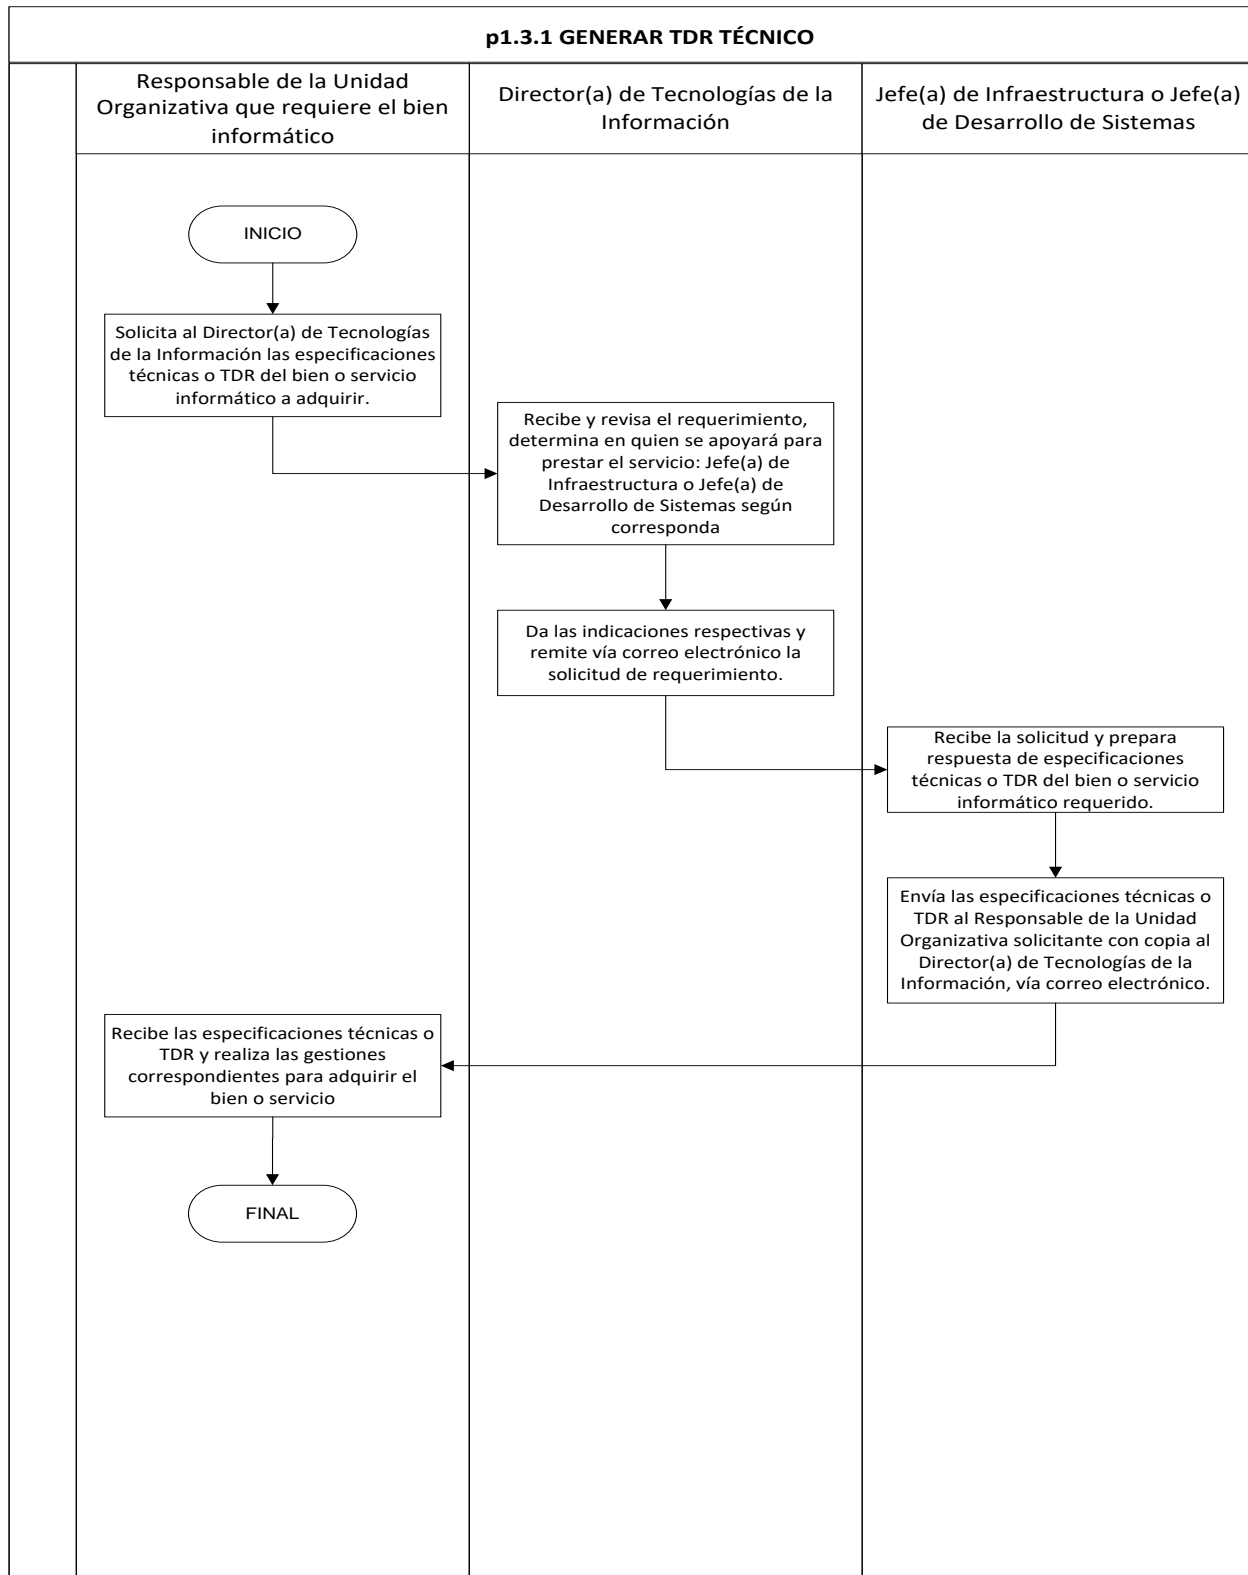 p1.3.1 GENERAR TDR TÉCNICO
Responsable de la Unidad
Organizativa que requiere el bien
informático
Director(a) de Tecnologías de la
Información
Jefe(a) de Infraestructura o Jefe(a)
de Desarrollo de Sistemas
INICIO
Solicita al Director(a) de Tecnologías
de la Información las especificaciones
técnicas o TDR del bien o servicio
informático a adquirir.
Recibe y revisa el requerimiento,
determina en quien se apoyará para
prestar el servicio: Jefe(a) de
Infraestructura o Jefe(a) de
Desarrollo de Sistemas según
corresponda
Da las indicaciones respectivas y
remite vía correo electrónico la
solicitud de requerimiento.
Recibe la solicitud y prepara
respuesta de especificaciones
técnicas o TDR del bien o servicio
informático requerido.
Envía las especificaciones técnicas o
TDR al Responsable de la Unidad
Organizativa solicitante con copia al
Director(a) de Tecnologías de la
Información, vía correo electrónico.
Recibe las especificaciones técnicas o
TDR y realiza las gestiones
correspondientes para adquirir el
bien o servicio
FINAL